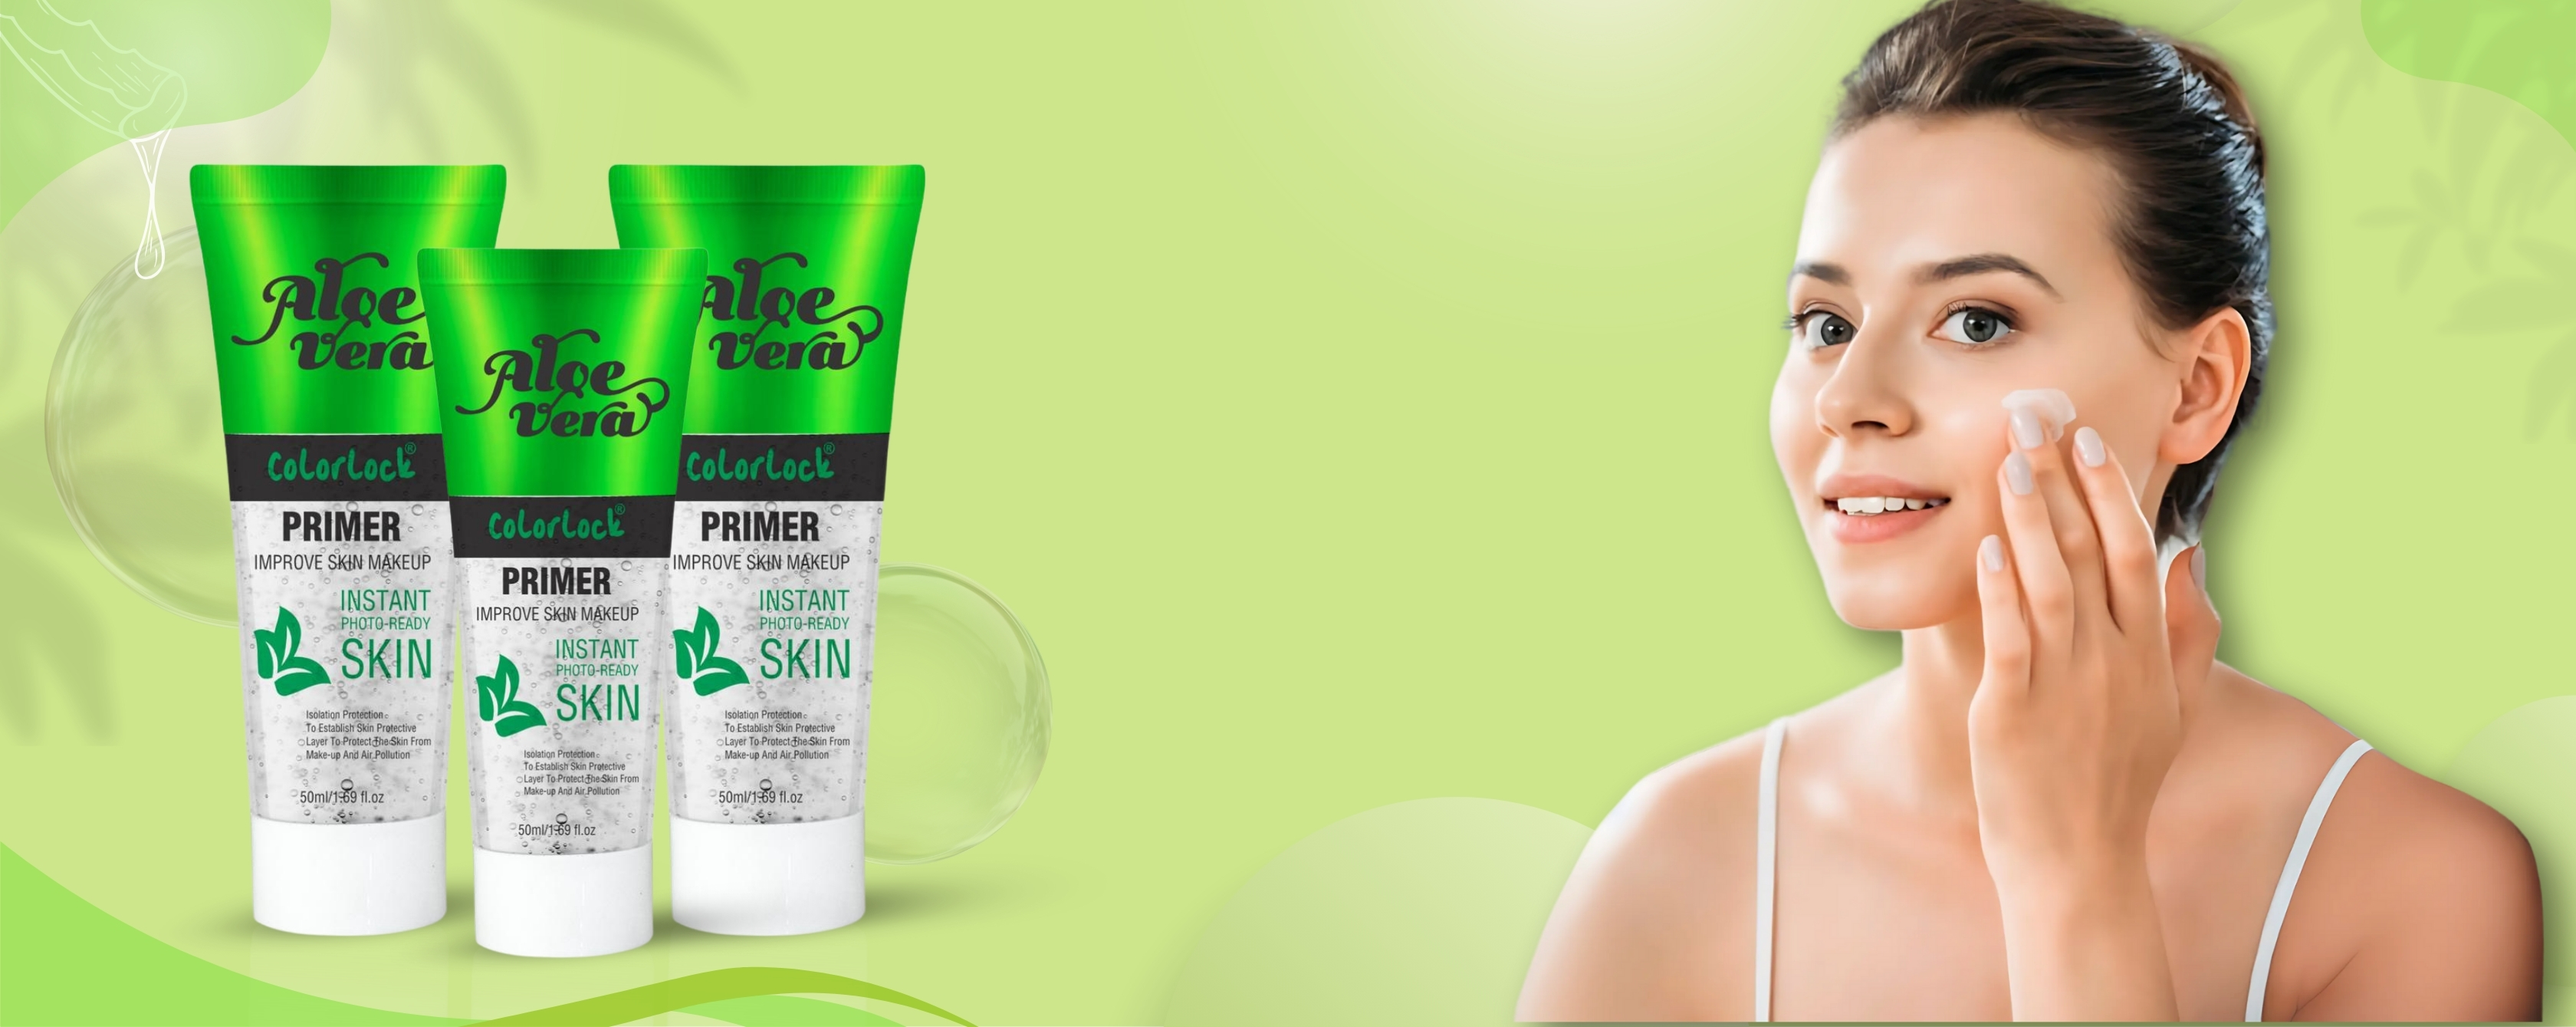 Aloe
vera
ColorLock®
PRIMER
IMPROVE SKIN MAKEUP
INSTANT
PHOTO-READY
SKIN
Isolation Protection
To Establish Skin Protective
Layer To Protect The Skin From
Make-up And Air Pollution
50ml/1.69 fl.oz
Aloe
vera
ColorLock®
PRIMER
IMPROVE SKIN MAKEUP
INSTANT
PHOTO-READY
SKIN
Isolation Protection
To Establish Skin Protective
Layer To Protect The Skin From
Make-up And Air Pollution
50ml/1.69 fl.oz
Aloe
vera
ColorLock®
PRIMER
IMPROVE SKIN MAKEUP
INSTANT
PHOTO-READY
SKIN
Isolation Protection
To Establish Skin Protective
Layer To Protect The Skin From
Make-up And Air Pollution
50ml/1.69 fl.oz